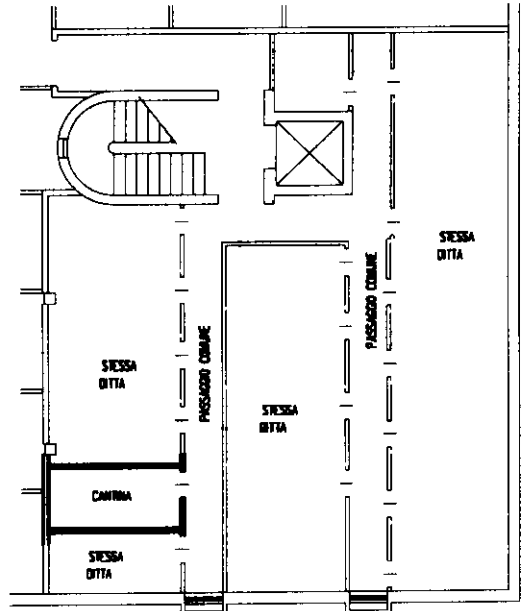 STESSA
DITTA
PASSAGGIO COMUNE
STESSA
DITTA
PASSAGGIO COMUNE
STESSA
DITTA
CANTINA
STESSA
DITTA